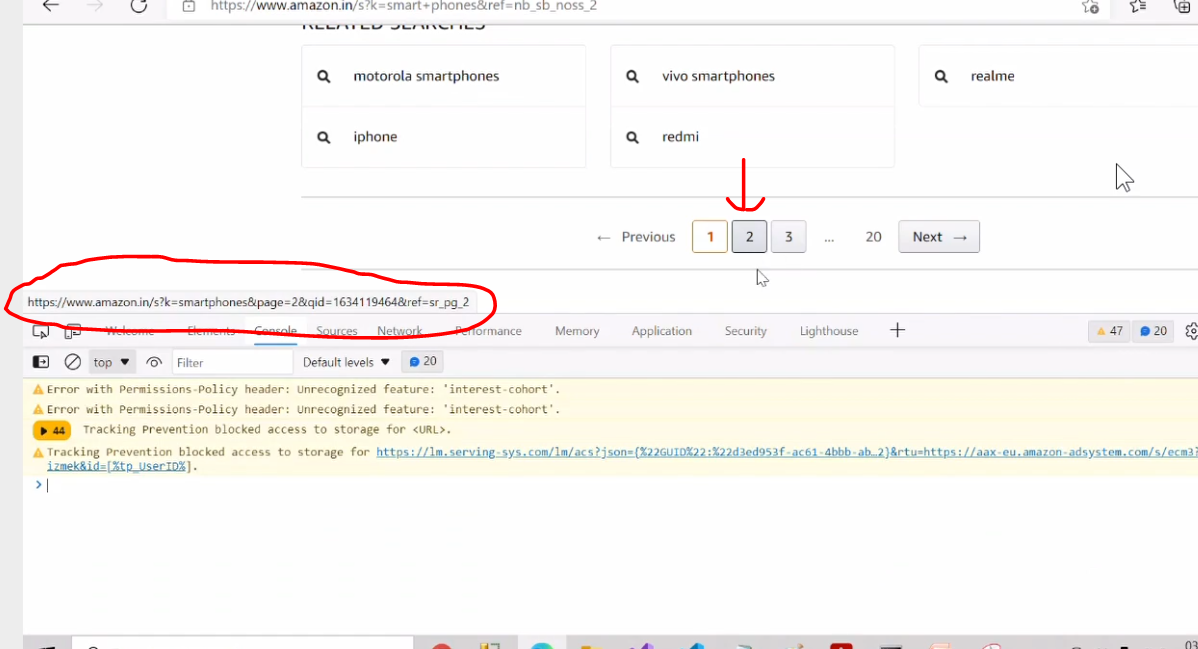 https://www.amazon.in/s?k=smart+phones&ref=nb_sb_noss_2
RELATED SEARCHES
motorola smartphones
vivo smartphones
realme
iphone
redmi
← Previous 1 2 3 ... 20 Next →
https://www.amazon.in/s?k=smartphones&page=2&qid=1634119464&ref=sr_pg_2
Welcome Elements Console Sources Network Performance Memory Application Security Lighthouse + 47 20
top Filter Default levels 20
Error with Permissions-Policy header: Unrecognized feature: 'interest-cohort'.
Error with Permissions-Policy header: Unrecognized feature: 'interest-cohort'.
44 Tracking Prevention blocked access to storage for <URL>.
Tracking Prevention blocked access to storage for https://lm.serving-sys.com/lm/acs?json={%22GUID%22:%22d3ed953f-ac61-4bbb-ab…2}&rtu=https://aax-eu.amazon-adsystem.com/s/ecm3?
izmek&id=[%tp_UserID%].
>
03